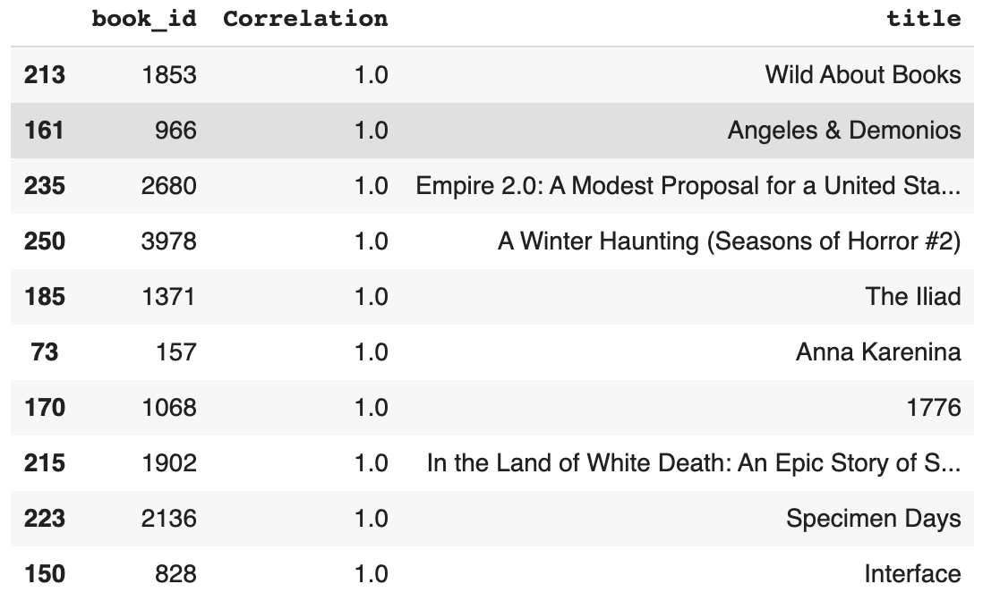 book_id Correlation title
213 1853 1.0 Wild About Books
161 966 1.0 Angeles & Demonios
235 2680 1.0 Empire 2.0: A Modest Proposal for a United Sta...
250 3978 1.0 A Winter Haunting (Seasons of Horror #2)
185 1371 1.0 The Iliad
73 157 1.0 Anna Karenina
170 1068 1.0 1776
215 1902 1.0 In the Land of White Death: An Epic Story of S...
223 2136 1.0 Specimen Days
150 828 1.0 Interface